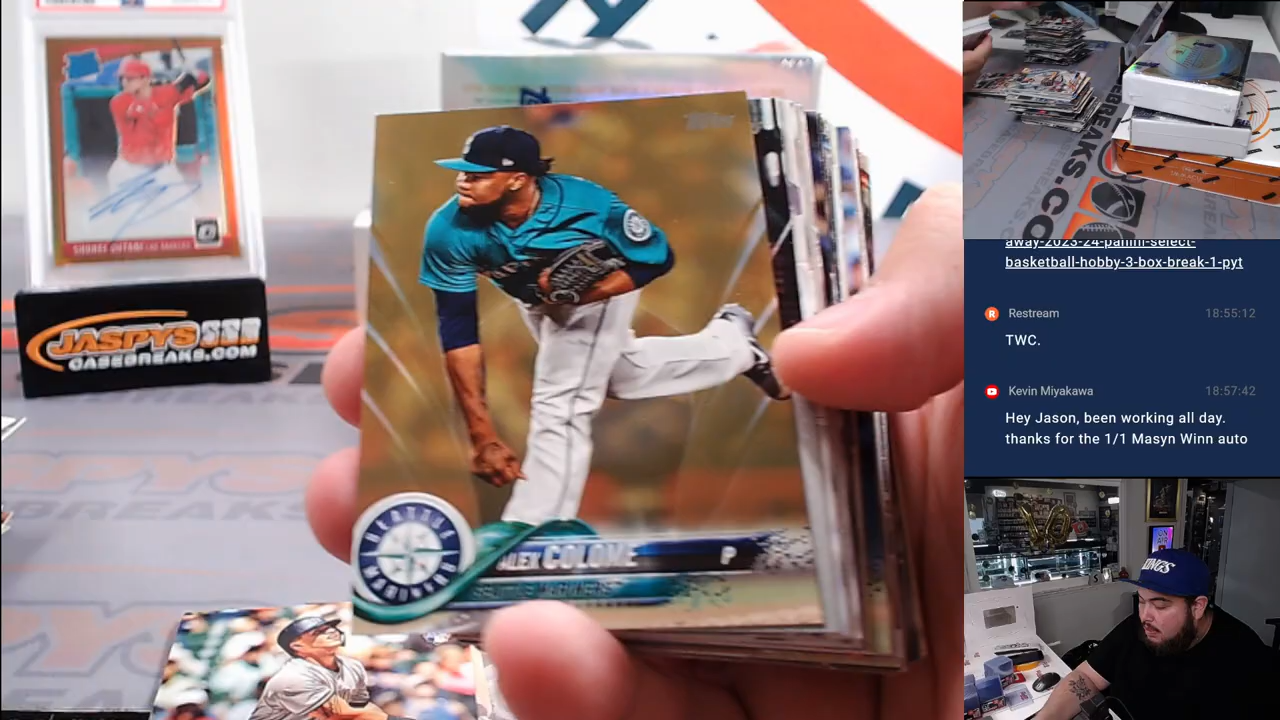 Topps
ALEX COLOMÉ
P
SEATTLE MARINERS
SEATTLE
MARINERS
SHOHEI OHTANI
JASPYS
CASEBREAKS.COM
BREAKS.CO
away-2023-24-panini-select-
basketball-hobby-3-box-break-1-pyt
Restream 18:55:12
TWC.
Kevin Miyakawa 18:57:42
Hey Jason, been working all day.
thanks for the 1/1 Masyn Winn auto
KINGS